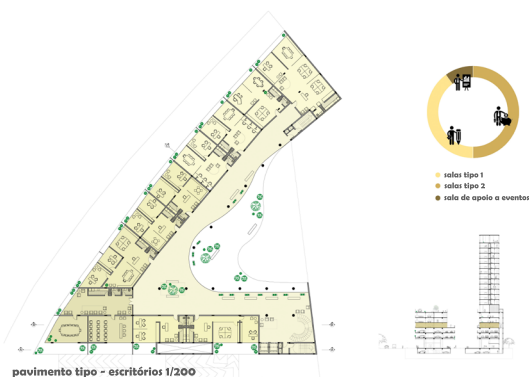 salas tipo 1
salas tipo 2
sala de apoio a eventos
pavimento tipo - escritórios 1/200